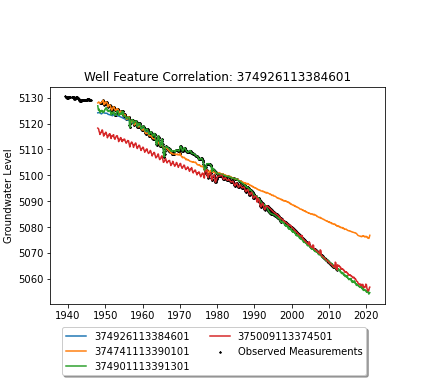 Well Feature Correlation: 374926113384601
Groundwater Level
5130
5120
5110
5100
5090
5080
5070
5060
1940 1950 1960 1970 1980 1990 2000 2010 2020
374926113384601 375009113374501
374741113390101 Observed Measurements
374901113391301